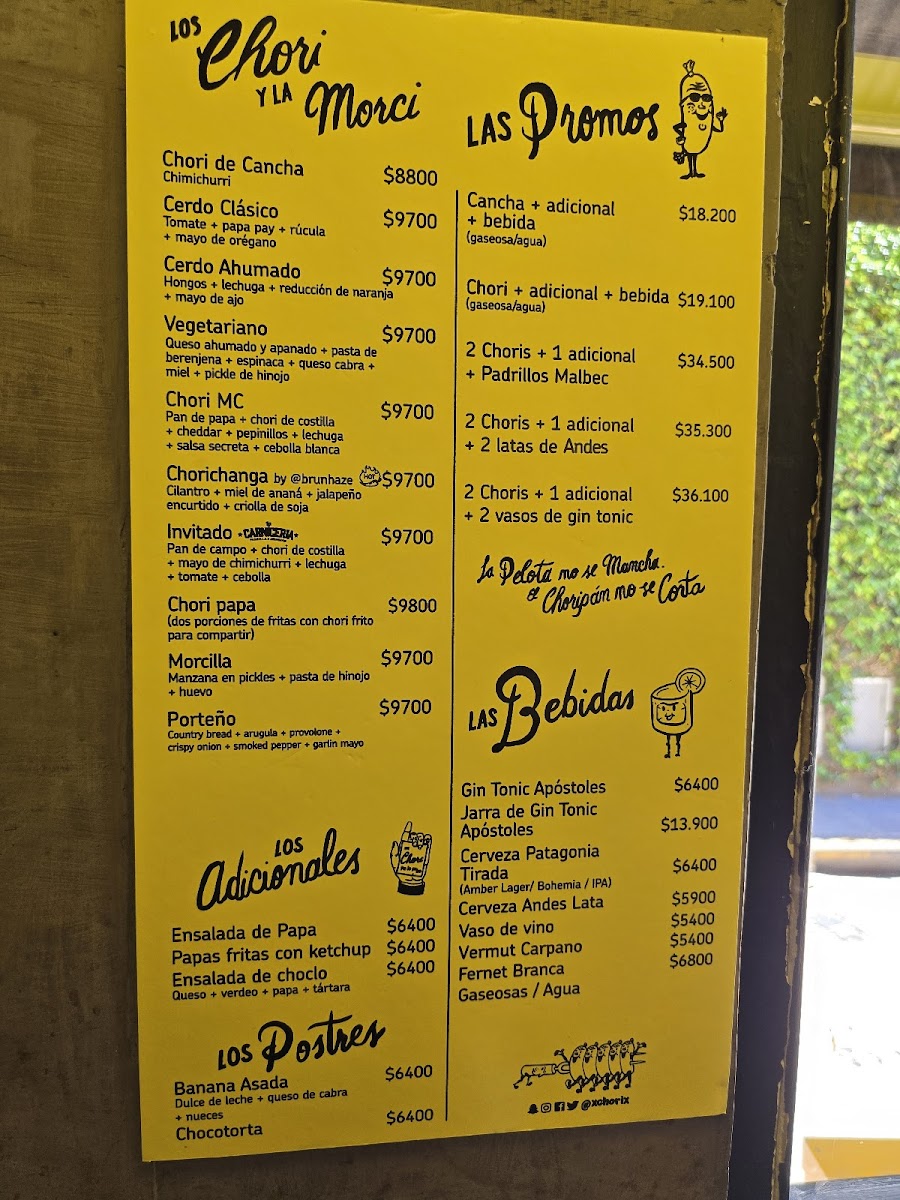 LOS Chori
Y LA Morci
Chori de Cancha $8800
Chimichurri
Cerdo Clásico $9700
Tomate + papa pay + rúcula
+ mayo de orégano
Cerdo Ahumado $9700
Hongos + lechuga + reducción de naranja
+ mayo de ajo
Vegetariano $9700
Queso ahumado y apanado + pasta de
berenjena + espinaca + queso cabra +
miel + pickle de hinojo
Chori MC $9700
Pan de papa + chori de costilla
+ cheddar + pepinillos + lechuga
+ salsa secreta + cebolla blanca
Chorichanga by @brunhaze HOT $9700
Cilantro + miel de ananá + jalapeño
encurtido + criolla de soja
Invitado • CARNICERIA • $9700
Pan de campo + chori de costilla
+ mayo de chimichurri + lechuga
+ tomate + cebolla
Chori papa $9800
(dos porciones de fritas con chori frito
para compartir)
Morcilla $9700
Manzana en pickles + pasta de hinojo
+ huevo
Porteño $9700
Country bread + arugula + provolone +
crispy onion + smoked pepper + garlin mayo
LOS
Adicionales
Chori
Ensalada de Papa $6400
Papas fritas con ketchup $6400
Ensalada de choclo $6400
Queso + verdeo + papa + tártara
LOS Postres
Banana Asada $6400
Dulce de leche + queso de cabra
+ nueces
Chocotorta $6400
LAS Promos
Cancha + adicional $18.200
+ bebida
(gaseosa/agua)
Chori + adicional + bebida $19.100
(gaseosa/agua)
2 Choris + 1 adicional $34.500
+ Padrillos Malbec
2 Choris + 1 adicional $35.300
+ 2 latas de Andes
2 Choris + 1 adicional $36.100
+ 2 vasos de gin tonic
La Pelota no se Mancha.
el Choripán no se Corta
LAS Bebidas
Gin Tonic Apóstoles $6400
Jarra de Gin Tonic
Apóstoles $13.900
Cerveza Patagonia
Tirada $6400
(Amber Lager/ Bohemia / IPA)
Cerveza Andes Lata $5900
Vaso de vino $5400
Vermut Carpano $5400
Fernet Branca $6800
Gaseosas / Agua
@xchorix